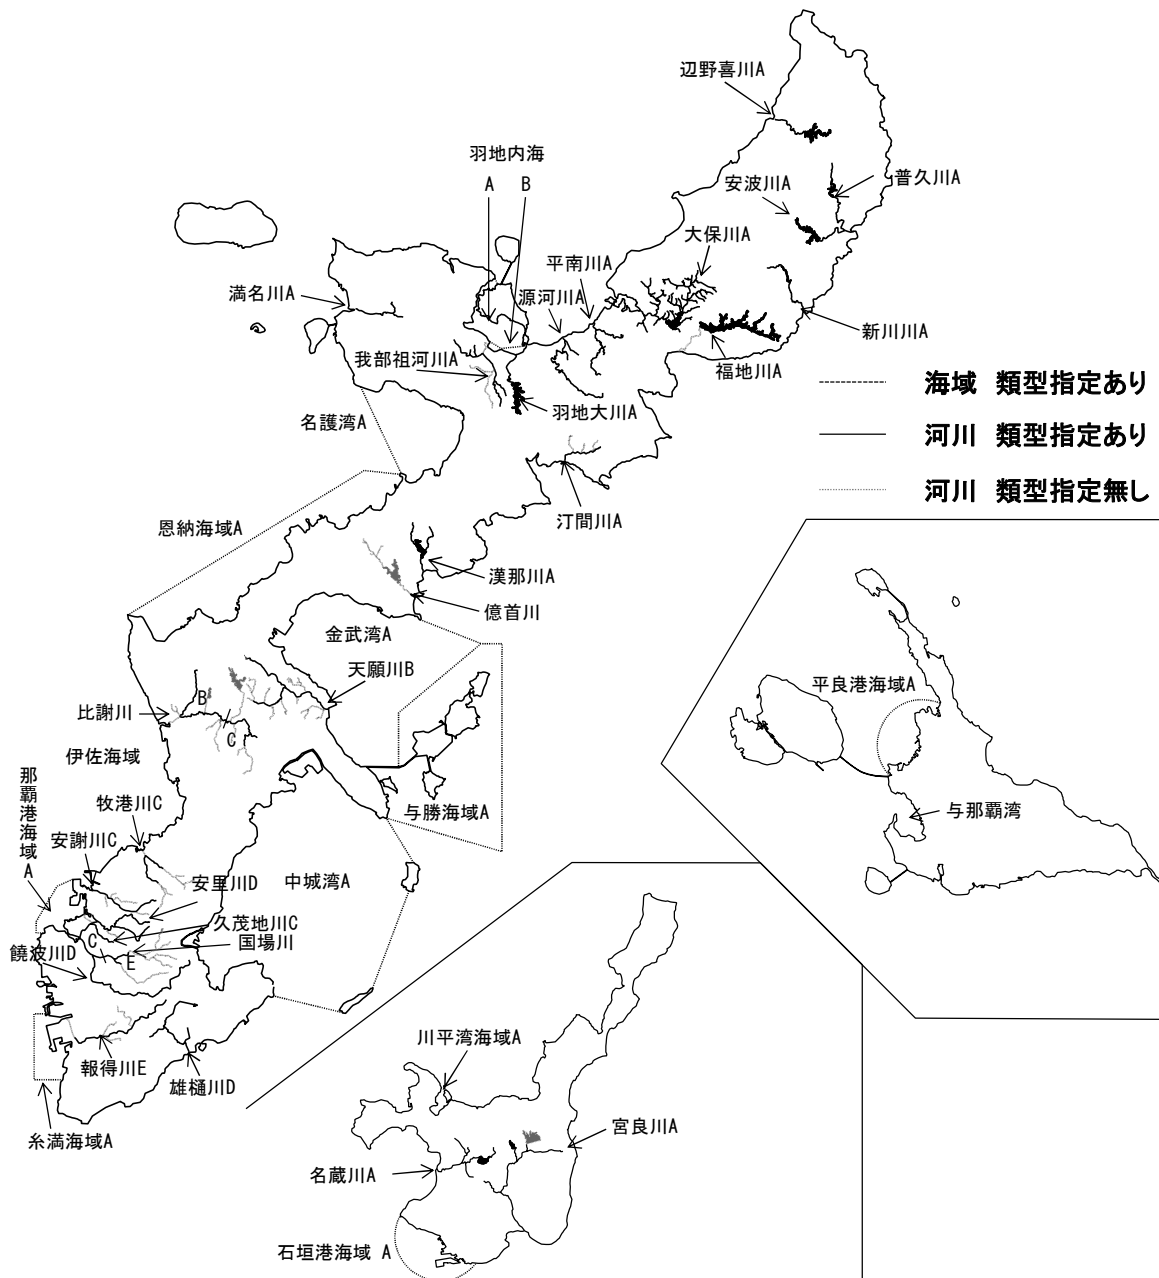 辺野喜川A
羽地内海
A B
安波川A
普久川A
大保川A
平南川A
源河川A
満名川A
新川川A
我部祖河川A
福地川A
海域 類型指定あり
羽地大川A
名護湾A
河川 類型指定あり
河川 類型指定無し
汀間川A
恩納海域A
漢那川A
億首川
金武湾A
天願川B
平良港海域A
B
比謝川
C
伊佐海域
那覇港海域A
牧港川C
与勝海域A
与那覇湾
安謝川C
安里川D
中城湾A
久茂地川C
C
国場川
饒波川D
E
川平湾海域A
報得川E
雄樋川D
宮良川A
糸満海域A
名蔵川A
石垣港海域 A